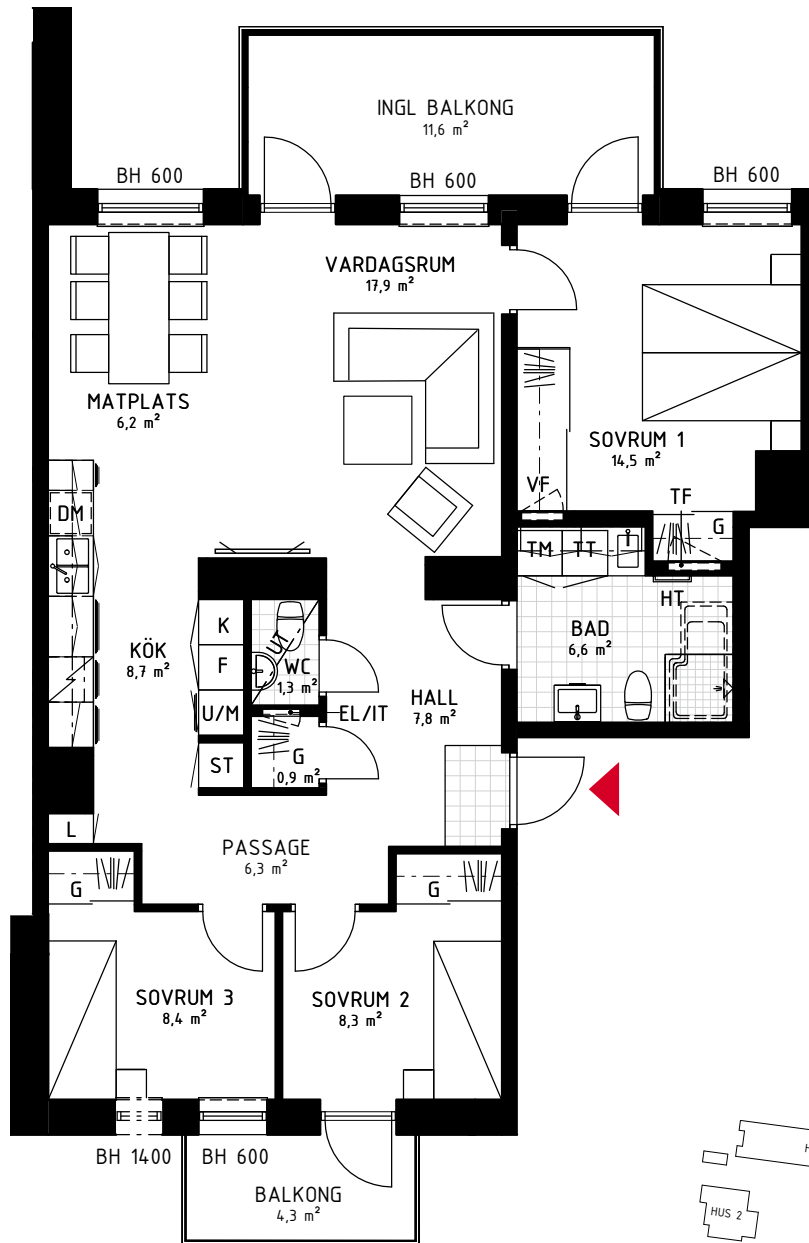 INGL BALKONG
11,6 m²
BH 600
BH 600
BH 600
VARDAGSRUM
17,9 m²
MATPLATS
6,2 m²
SOVRUM 1
14,5 m²
VF
TF
G
DM
TM
TT
HT
BAD
6,6 m²
K
F
U/M
ST
UT
WC
1,3 m²
KÖK
8,7 m²
HALL
7,8 m²
EL/IT
G
0,9 m²
L
PASSAGE
6,3 m²
G
G
SOVRUM 3
8,4 m²
SOVRUM 2
8,3 m²
BH 1400
BH 600
BALKONG
4,3 m²
H
HUS 2